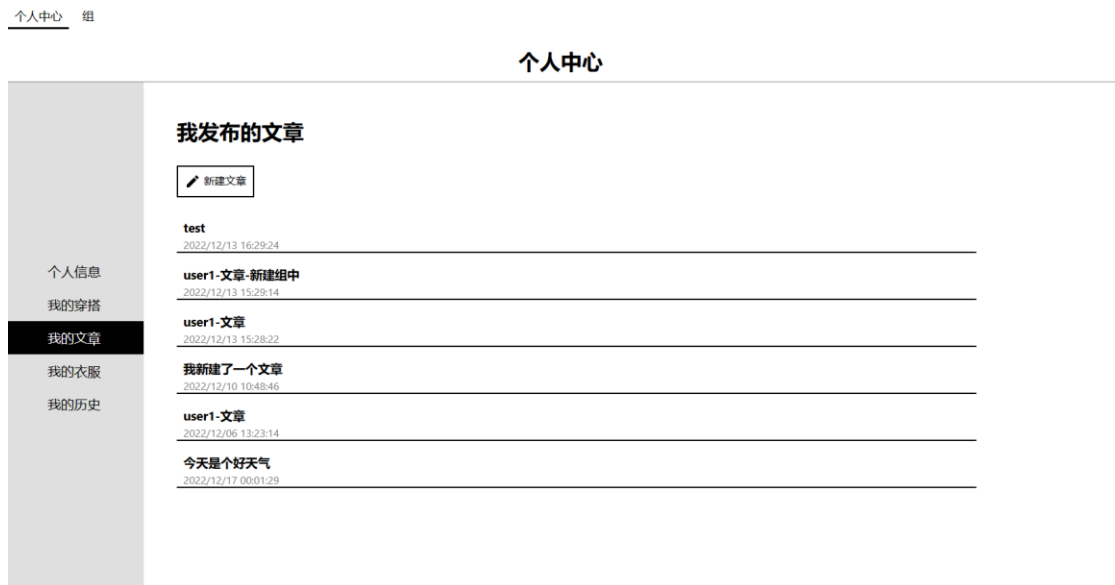 个人中心 组
个人中心
个人信息
我的穿搭
我的文章
我的衣服
我的历史
我发布的文章
新建文章
test
2022/12/13 16:29:24
user1-文章-新建组中
2022/12/13 15:29:14
user1-文章
2022/12/13 15:28:22
我新建了一个文章
2022/12/10 10:48:46
user1-文章
2022/12/06 13:23:14
今天是个好天气
2022/12/17 00:01:29